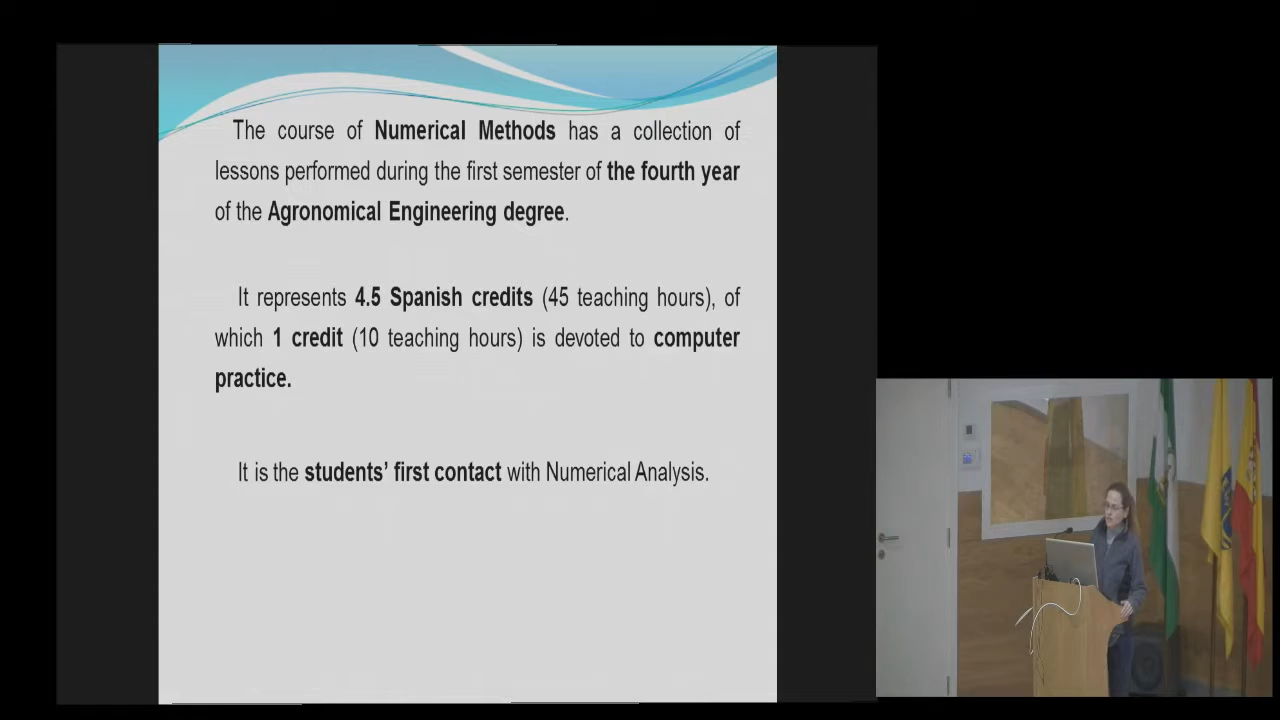 The course of Numerical Methods has a collection of
lessons performed during the first semester of the fourth year
of the Agronomical Engineering degree.
It represents 4.5 Spanish credits (45 teaching hours), of
which 1 credit (10 teaching hours) is devoted to computer
practice.
It is the students’ first contact with Numerical Analysis.